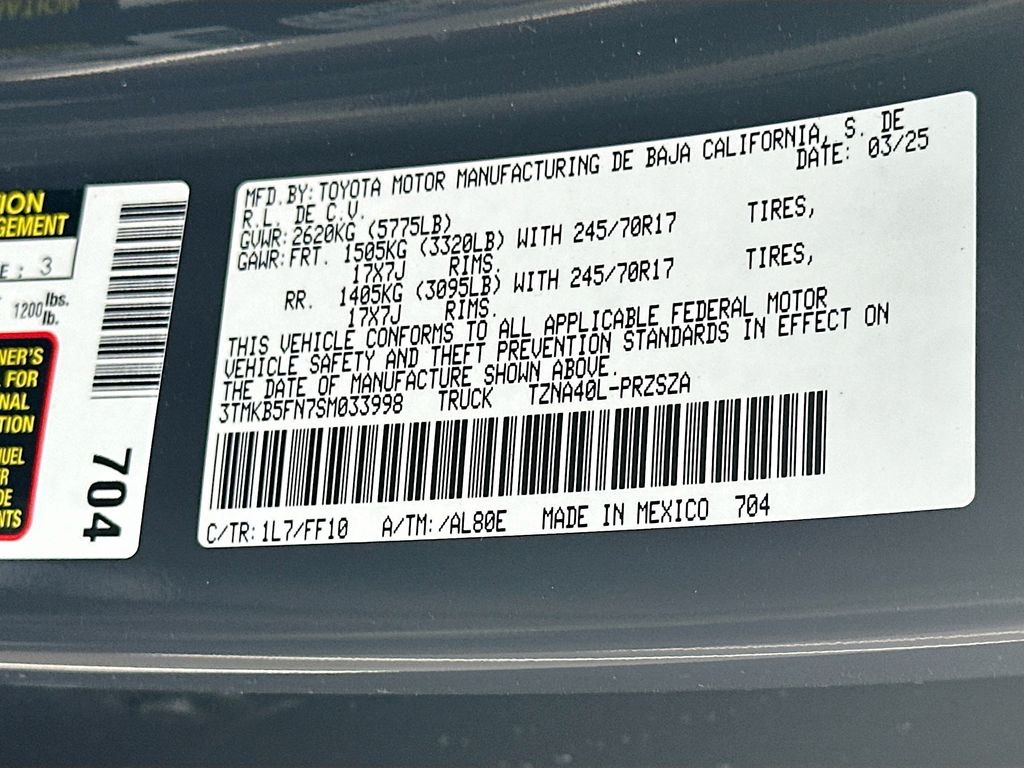 MFD.BY:TOYOTA MOTOR MANUFACTURING DE BAJA CALIFORNIA, S. DE
R.L. DE C.V. DATE: 03/25
GVWR:2620KG (5775LB)
GAWR:FRT. 1505KG (3320LB) WITH 245/70R17 TIRES,
17X7J RIMS.
RR. 1405KG (3095LB) WITH 245/70R17 TIRES,
17X7J RIMS.
THIS VEHICLE CONFORMS TO ALL APPLICABLE FEDERAL MOTOR
VEHICLE SAFETY AND THEFT PREVENTION STANDARDS IN EFFECT ON
THE DATE OF MANUFACTURE SHOWN ABOVE.
3TMKB5FN7SM033998 TRUCK TZNA40L-PRZSZA
C/TR:1L7/FF10 A/TM:/AL80E MADE IN MEXICO 704
ION
GEMENT
E: 3
1200 lbs.
lb.
NER'S
FOR
NAL
TION
UEL
R
DE
NTS
704